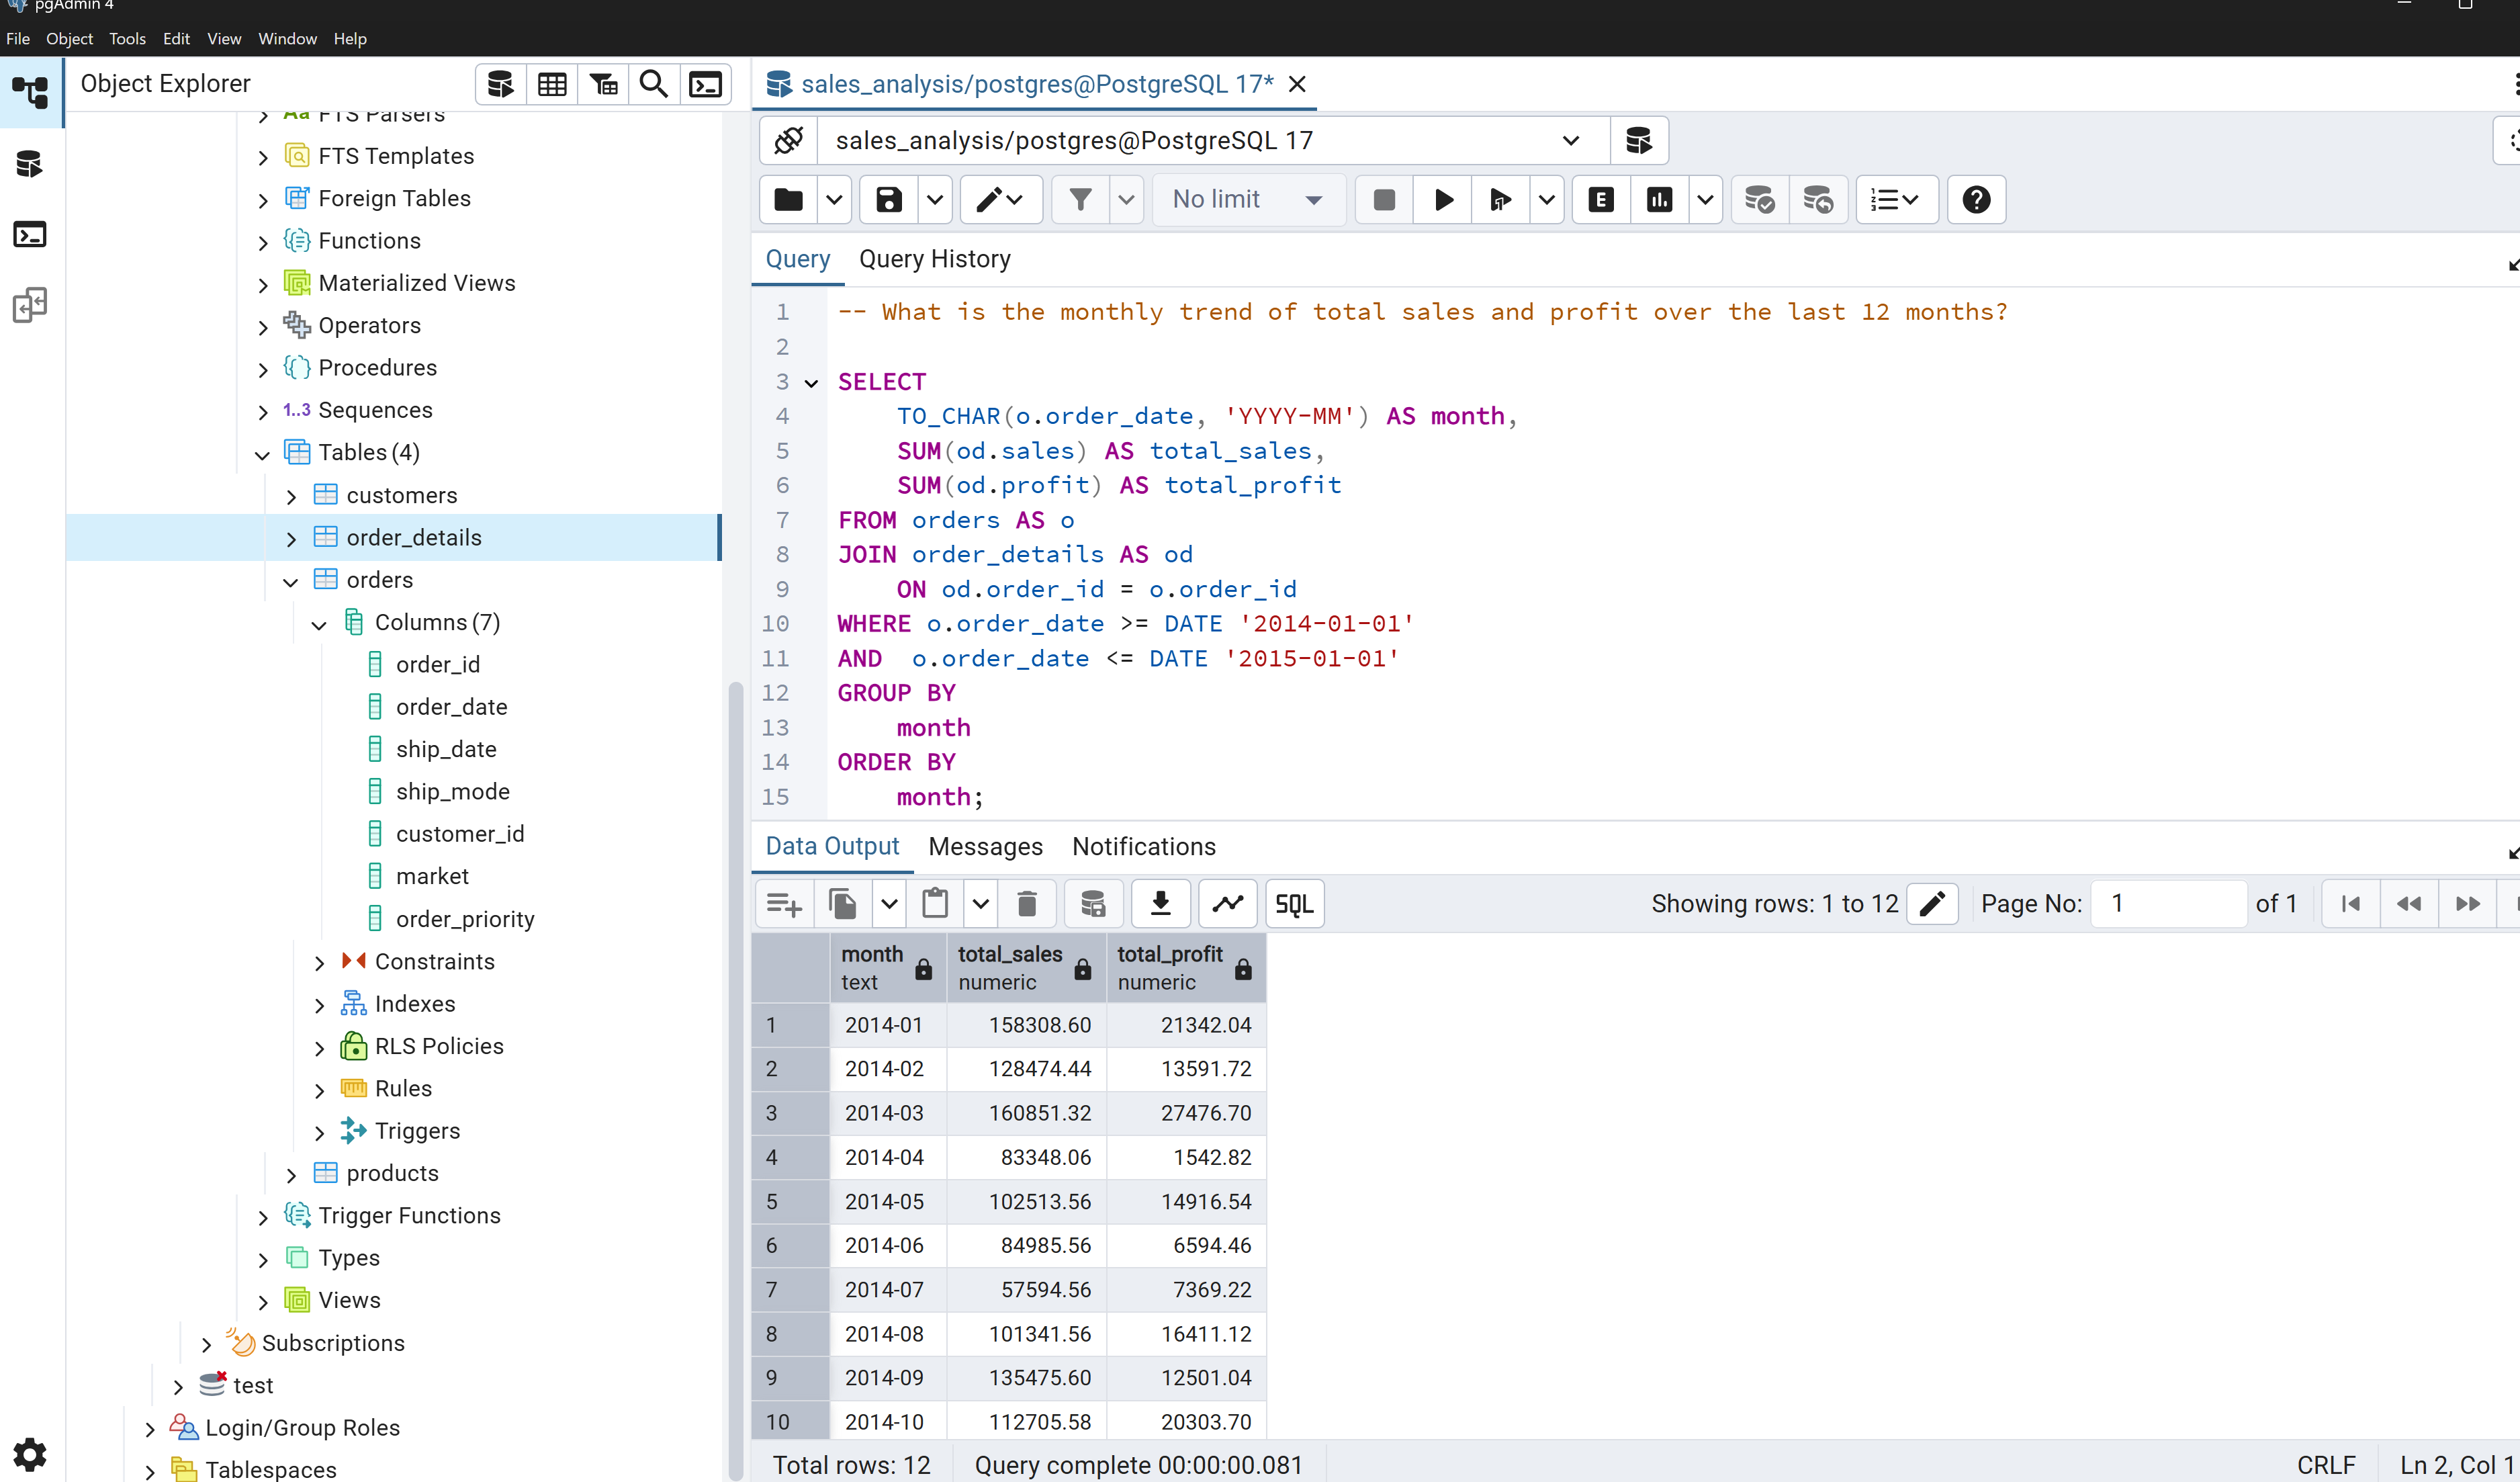 pgAdmin 4
File Object Tools Edit View Window Help
Object Explorer
sales_analysis/postgres@PostgreSQL 17*
sales_analysis/postgres@PostgreSQL 17
No limit
E
Query Query History
1 -- What is the monthly trend of total sales and profit over the last 12 months?
2
3 SELECT
4 TO_CHAR(o.order_date, 'YYYY-MM') AS month,
5 SUM(od.sales) AS total_sales,
6 SUM(od.profit) AS total_profit
7 FROM orders AS o
8 JOIN order_details AS od
9 ON od.order_id = o.order_id
10 WHERE o.order_date >= DATE '2014-01-01'
11 AND o.order_date <= DATE '2015-01-01'
12 GROUP BY
13 month
14 ORDER BY
15 month;
Aa FTS Parsers
FTS Templates
Foreign Tables
Functions
Materialized Views
Operators
Procedures
1..3 Sequences
Tables (4)
customers
order_details
orders
Columns (7)
order_id
order_date
ship_date
ship_mode
customer_id
market
order_priority
Constraints
Indexes
RLS Policies
Rules
Triggers
products
Trigger Functions
Types
Views
Subscriptions
test
Login/Group Roles
Tablespaces
Data Output Messages Notifications
SQL
Showing rows: 1 to 12
Page No: 1 of 1
month total_sales total_profit
text numeric numeric
1 2014-01 158308.60 21342.04
2 2014-02 128474.44 13591.72
3 2014-03 160851.32 27476.70
4 2014-04 83348.06 1542.82
5 2014-05 102513.56 14916.54
6 2014-06 84985.56 6594.46
7 2014-07 57594.56 7369.22
8 2014-08 101341.56 16411.12
9 2014-09 135475.60 12501.04
10 2014-10 112705.58 20303.70
Total rows: 12 Query complete 00:00:00.081 CRLF Ln 2, Col 1